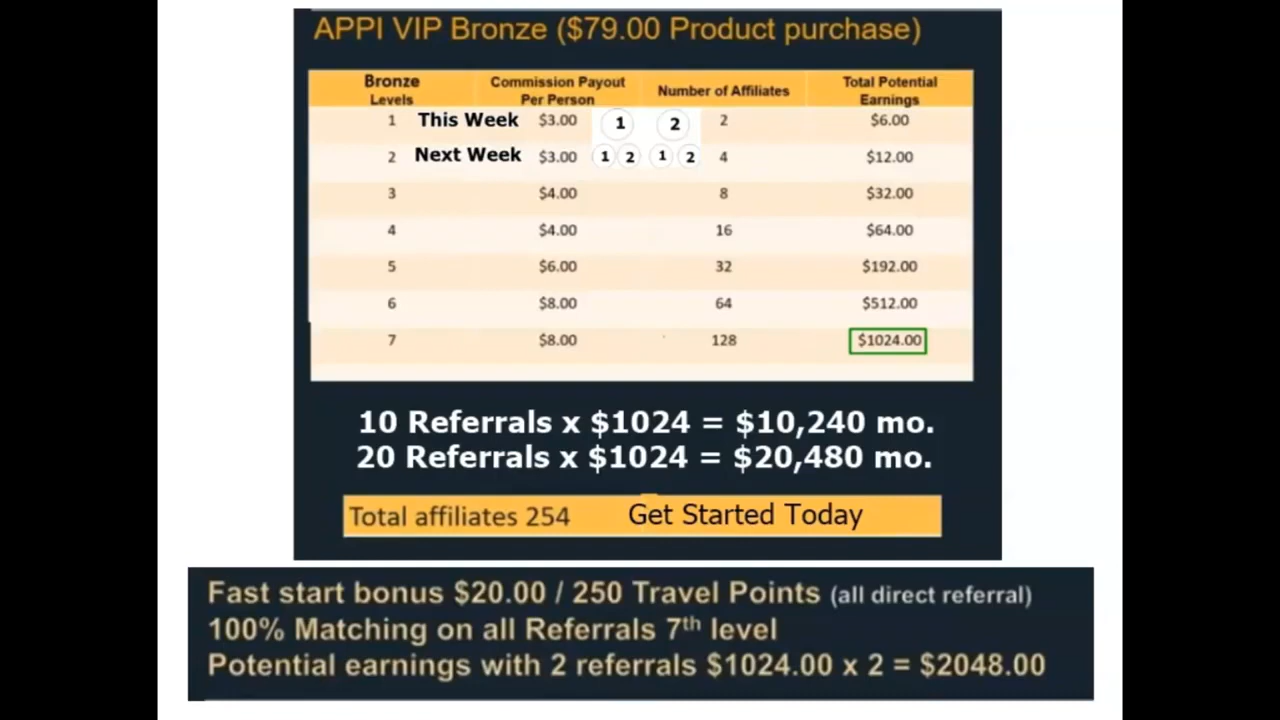 APPI VIP Bronze ($79.00 Product purchase)
Bronze Levels Commission Payout Per Person Number of Affiliates Total Potential Earnings
1 This Week $3.00 1 2 2 $6.00
2 Next Week $3.00 1 2 1 2 4 $12.00
3 $4.00 8 $32.00
4 $4.00 16 $64.00
5 $6.00 32 $192.00
6 $8.00 64 $512.00
7 $8.00 128 $1024.00
10 Referrals x $1024 = $10,240 mo.
20 Referrals x $1024 = $20,480 mo.
Total affiliates 254 Get Started Today
Fast start bonus $20.00 / 250 Travel Points (all direct referral)
100% Matching on all Referrals 7th level
Potential earnings with 2 referrals $1024.00 x 2 = $2048.00